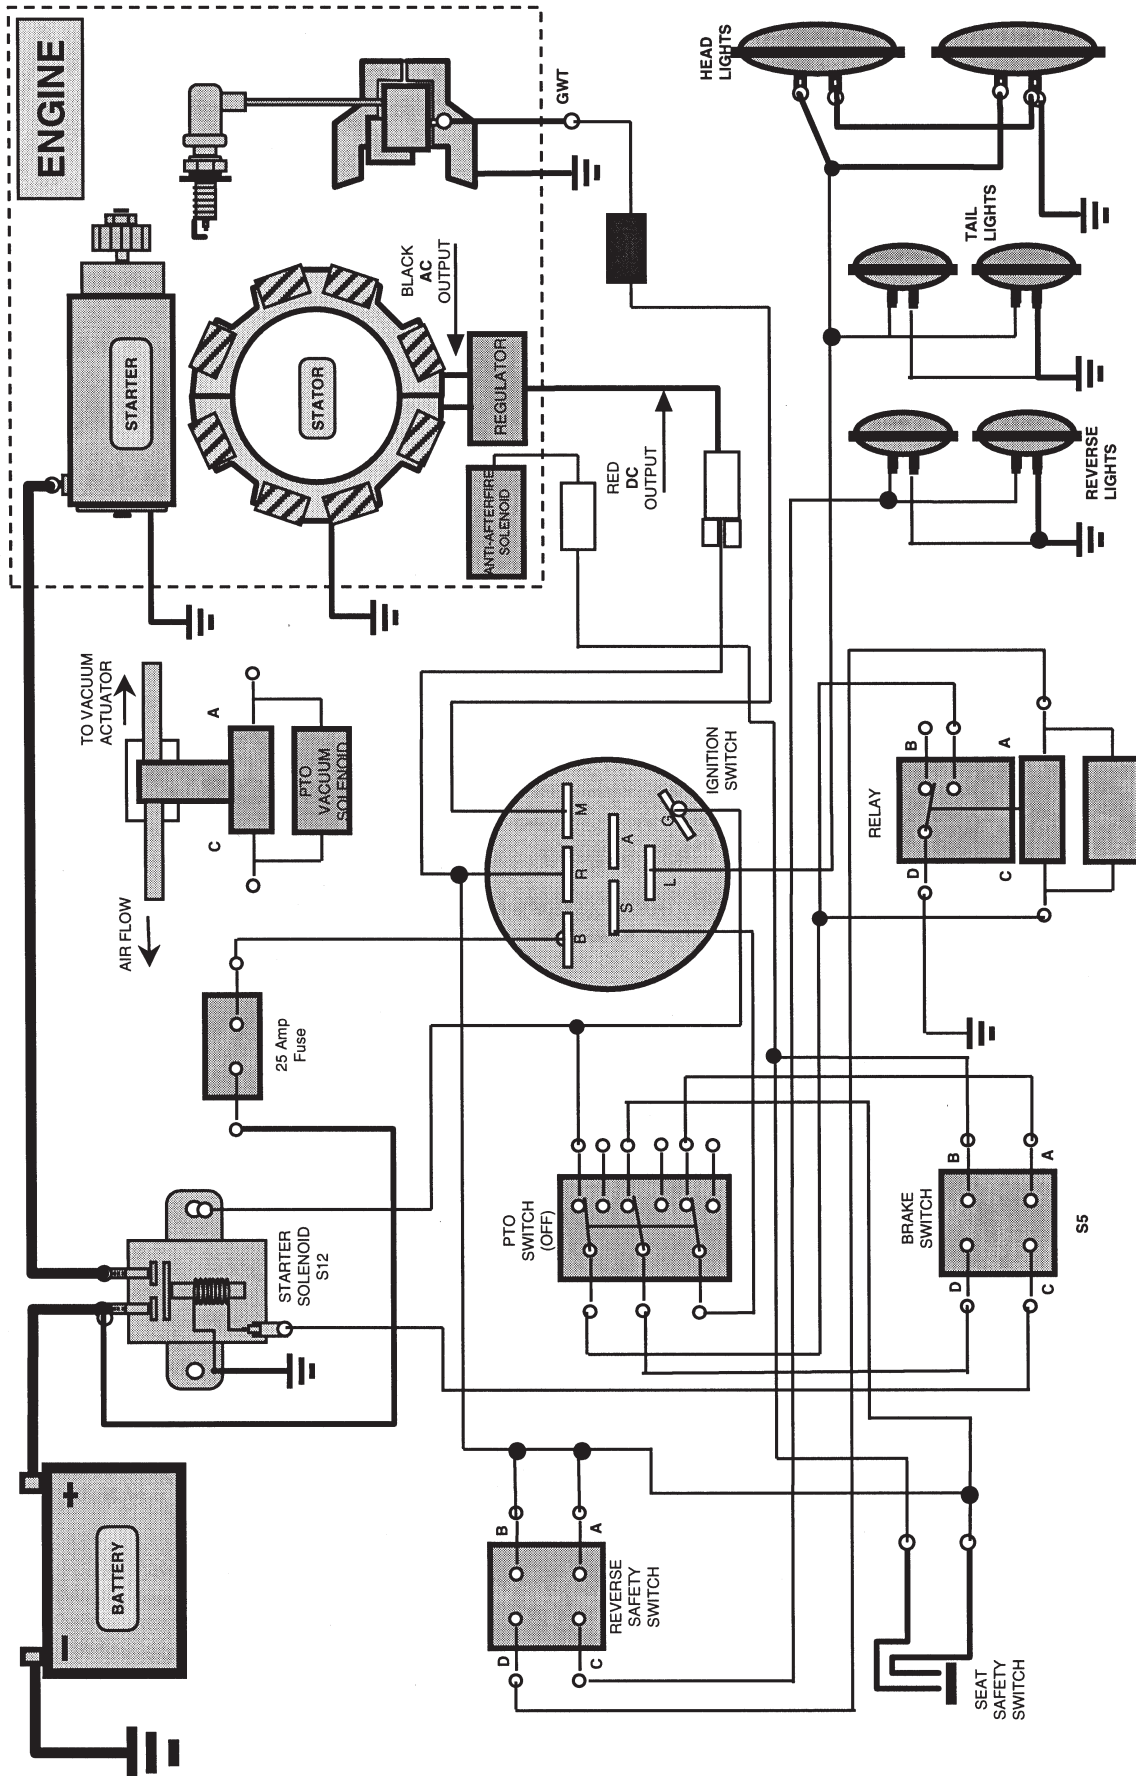 ENGINE
STARTER
STATOR
GWT
BLACK
AC
OUTPUT
REGULATOR
ANTI-AFTERFIRE
SOLENOID
RED
DC
OUTPUT
HEAD
LIGHTS
TAIL
LIGHTS
REVERSE
LIGHTS
TO VACUUM
ACTUATOR
A
C
PTO
VACUUM
SOLENOID
AIR FLOW
25 Amp
Fuse
IGNITION
SWITCH
M
R
B
A
S
L
G
RELAY
B
A
D
C
STARTER
SOLENOID
S12
PTO
SWITCH
(OFF)
BRAKE
SWITCH
B
A
D
C
S5
BATTERY
+
–
REVERSE
SAFETY
SWITCH
B
A
D
C
SEAT
SAFETY
SWITCH